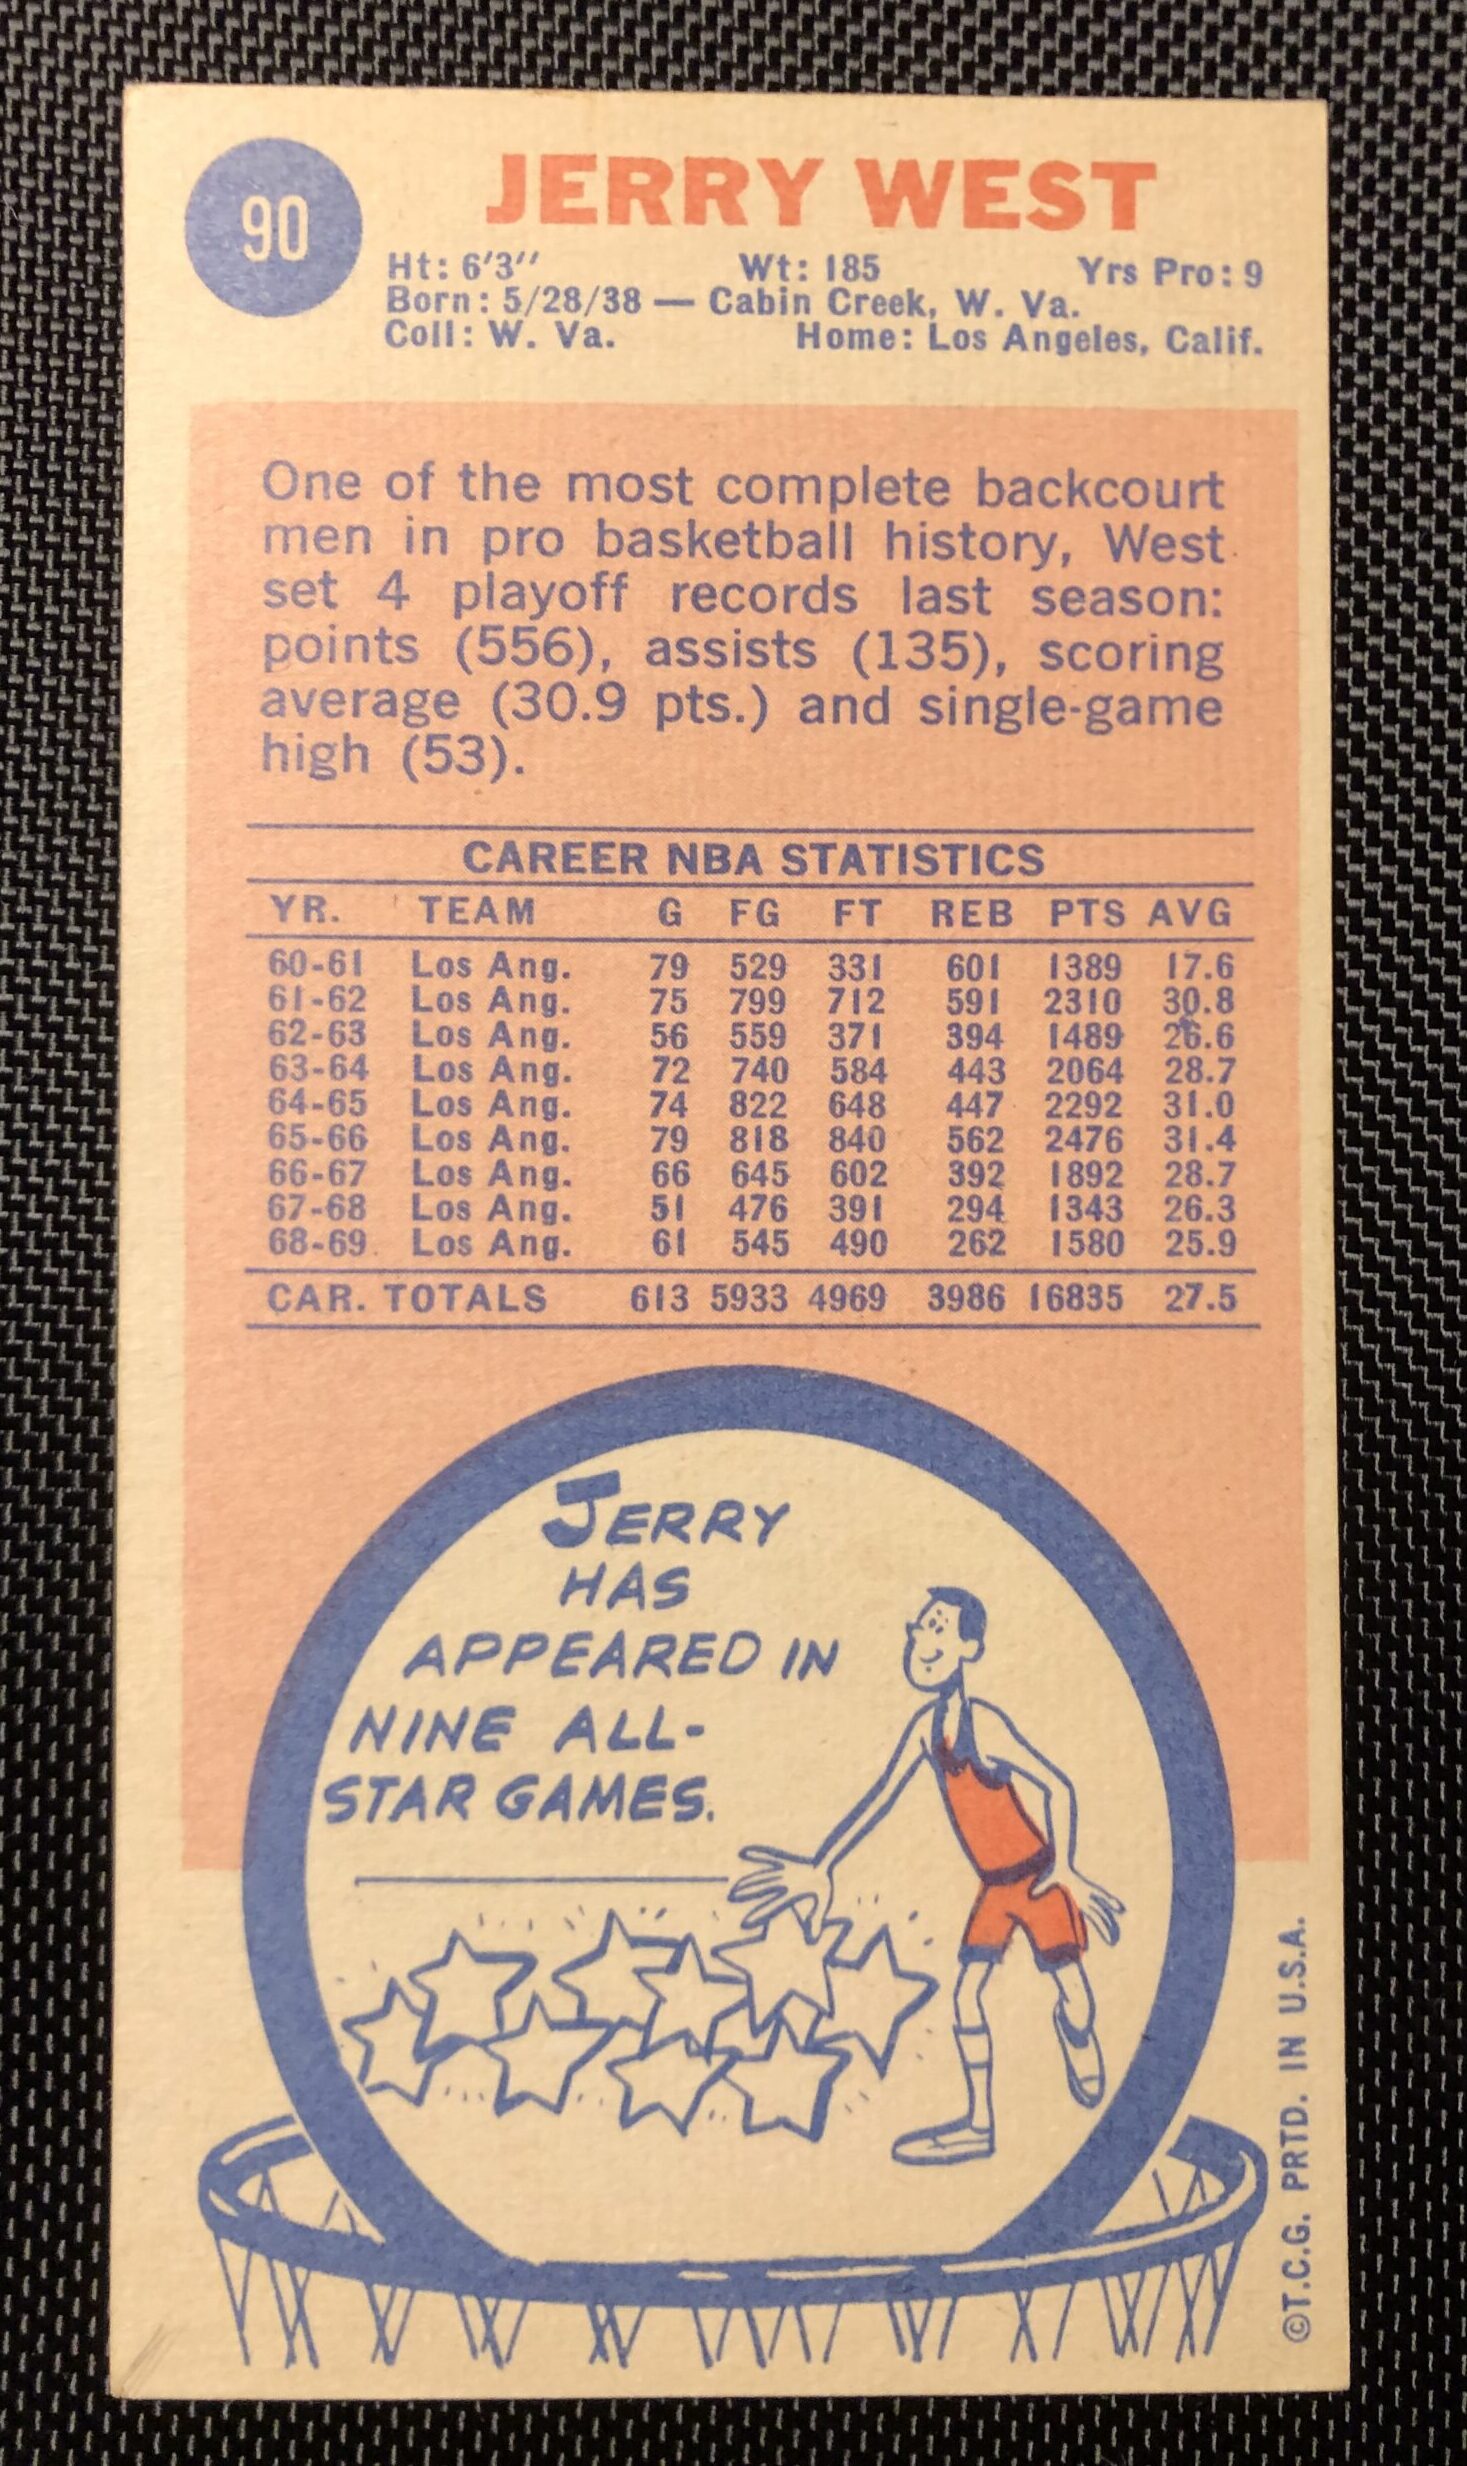 90
JERRY WEST
Ht: 6'3'' Wt: 185 Yrs Pro: 9
Born: 5/28/38 — Cabin Creek, W. Va.
Coll: W. Va. Home: Los Angeles, Calif.
One of the most complete backcourt
men in pro basketball history, West
set 4 playoff records last season:
points (556), assists (135), scoring
average (30.9 pts.) and single-game
high (53).
CAREER NBA STATISTICS
YR. TEAM G FG FT REB PTS AVG
60-61 Los Ang. 79 529 331 601 1389 17.6
61-62 Los Ang. 75 799 712 591 2310 30.8
62-63 Los Ang. 56 559 371 394 1489 26.6
63-64 Los Ang. 72 740 584 443 2064 28.7
64-65 Los Ang. 74 822 648 447 2292 31.0
65-66 Los Ang. 79 818 840 562 2476 31.4
66-67 Los Ang. 66 645 602 392 1892 28.7
67-68 Los Ang. 51 476 391 294 1343 26.3
68-69 Los Ang. 61 545 490 262 1580 25.9
CAR. TOTALS 613 5933 4969 3986 16835 27.5
JERRY
HAS
APPEARED IN
NINE ALL-
STAR GAMES.
©T.C.G. PRTD. IN U.S.A.